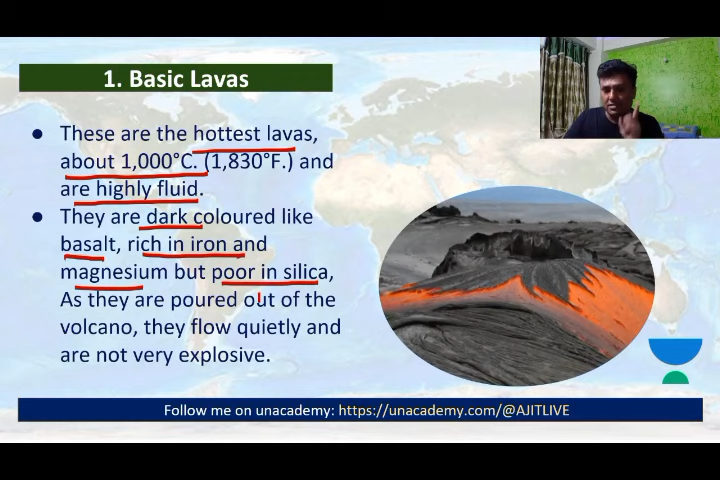 1. Basic Lavas
● These are the hottest lavas,
about 1,000°C. (1,830°F.) and
are highly fluid.
● They are dark coloured like
basalt, rich in iron and
magnesium but poor in silica,
As they are poured out of the
volcano, they flow quietly and
are not very explosive.
Follow me on unacademy: https://unacademy.com/@AJITLIVE